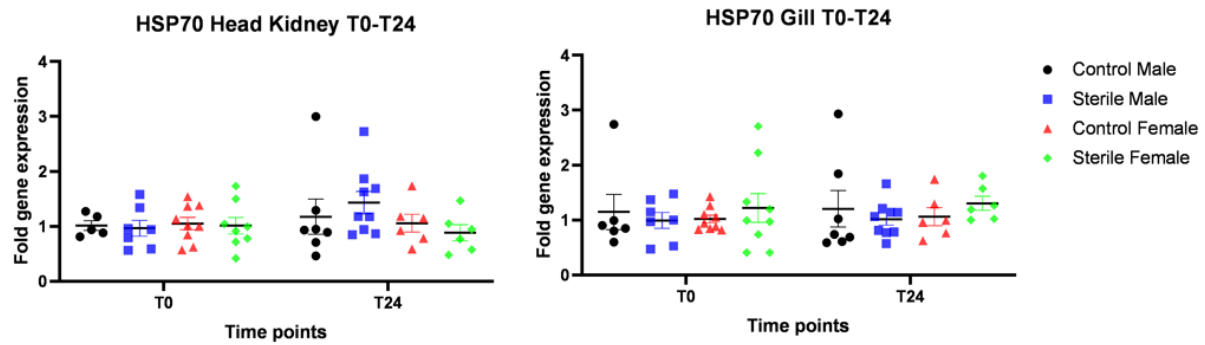 HSP70 Head Kidney T0-T24
Fold gene expression
4
3
2
1
0
T0
T24
Time points
HSP70 Gill T0-T24
Fold gene expression
4
3
2
1
0
T0
T24
Time points
Control Male
Sterile Male
Control Female
Sterile Female